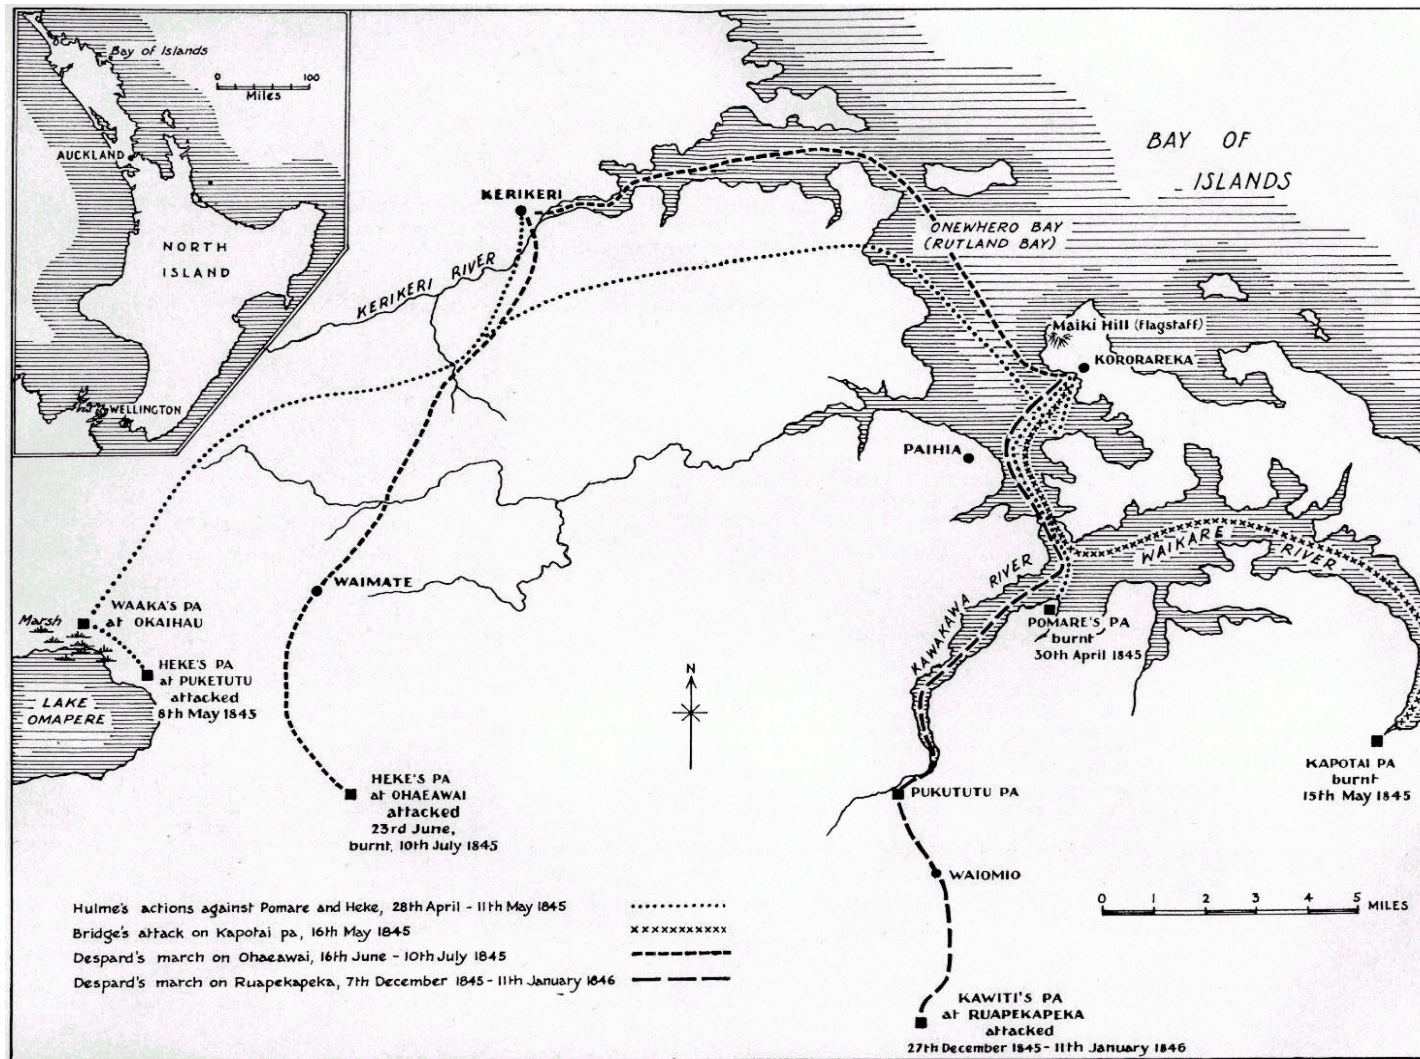 Bay of Islands
0 100
Miles
AUCKLAND
NORTH
ISLAND
WELLINGTON
BAY OF
ISLANDS
KERIKERI
ONEWHERO BAY
(RUTLAND BAY)
KERIKERI RIVER
Maiki Hill (flagstaff)
KORORAREKA
PAIHIA
WAIKARE RIVER
KAWAKAWA RIVER
WAIMATE
WAAKA'S PA
at OKAIHAU
Marsh
HEKE'S PA
at PUKETUTU
attacked
8th May 1845
LAKE
OMAPERE
POMARE'S PA
burnt
30th April 1845
N
HEKE'S PA
at OHAEAWAI
attacked
23rd June,
burnt, 10th July 1845
PUKUTUTU PA
KAPOTAI PA
burnt
15th May 1845
WAIOMIO
0 1 2 3 4 5 MILES
Hulme's actions against Pomare and Heke, 28th April - 11th May 1845
Bridge's attack on Kapotai pa, 16th May 1845
Despard's march on Ohaeawai, 16th June - 10th July 1845
Despard's march on Ruapekapeka, 7th December 1845 - 11th January 1846
KAWITI'S PA
at RUAPEKAPEKA
attacked
27th December 1845 - 11th January 1846